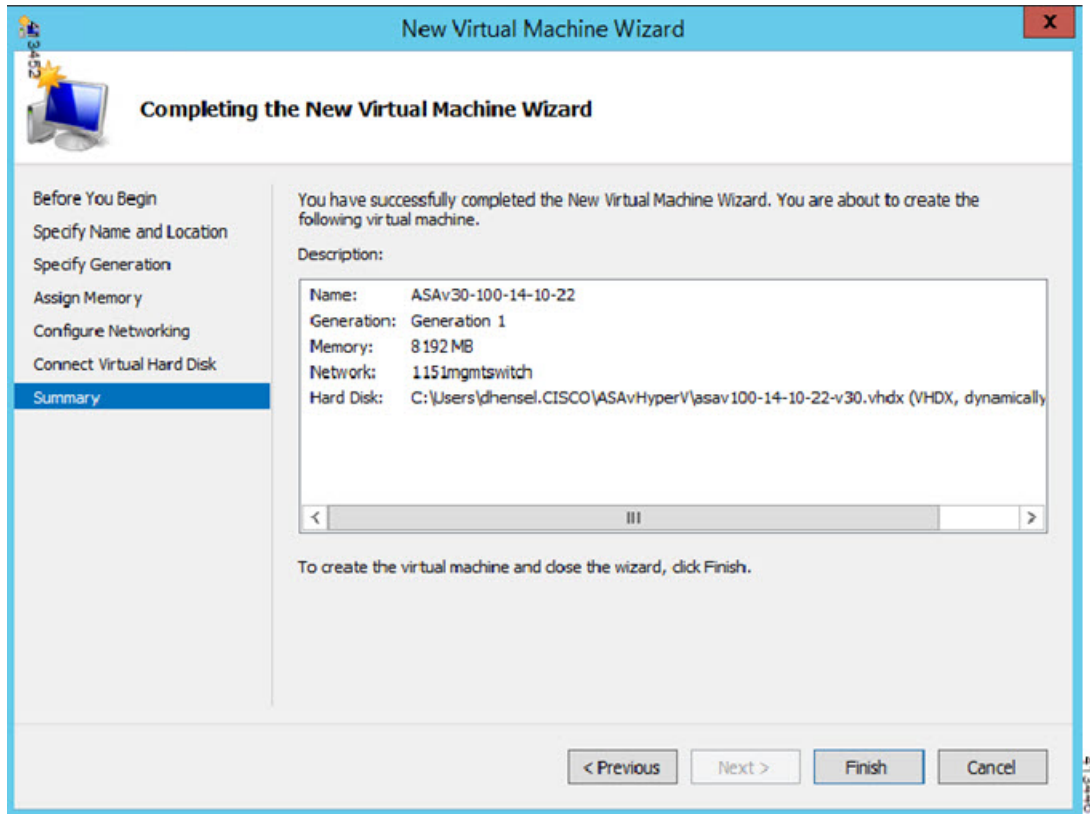 New Virtual Machine Wizard
X
Completing the New Virtual Machine Wizard
Before You Begin
Specify Name and Location
Specify Generation
Assign Memory
Configure Networking
Connect Virtual Hard Disk
Summary
You have successfully completed the New Virtual Machine Wizard. You are about to create the
following virtual machine.
Description:
Name: ASAv30-100-14-10-22
Generation: Generation 1
Memory: 8192 MB
Network: 1151mgmtswitch
Hard Disk: C:\Users\dhensel.CISCO\ASAvHyperV\asav100-14-10-22-v30.vhdx (VHDX, dynamically
To create the virtual machine and close the wizard, click Finish.
< Previous
Next >
Finish
Cancel